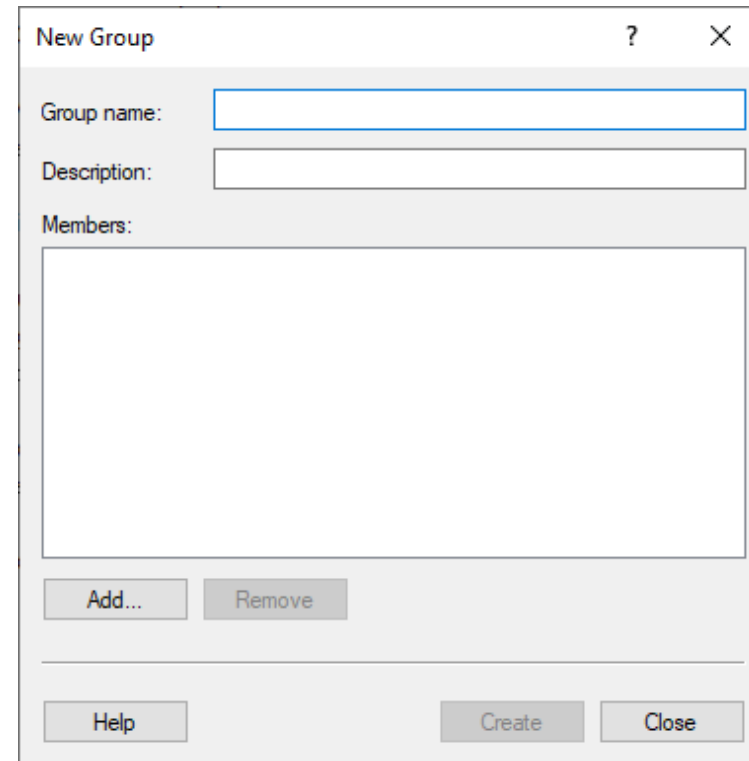 New Group ?
Group name:
Description:
Members:
Add... Remove
Help Create Close